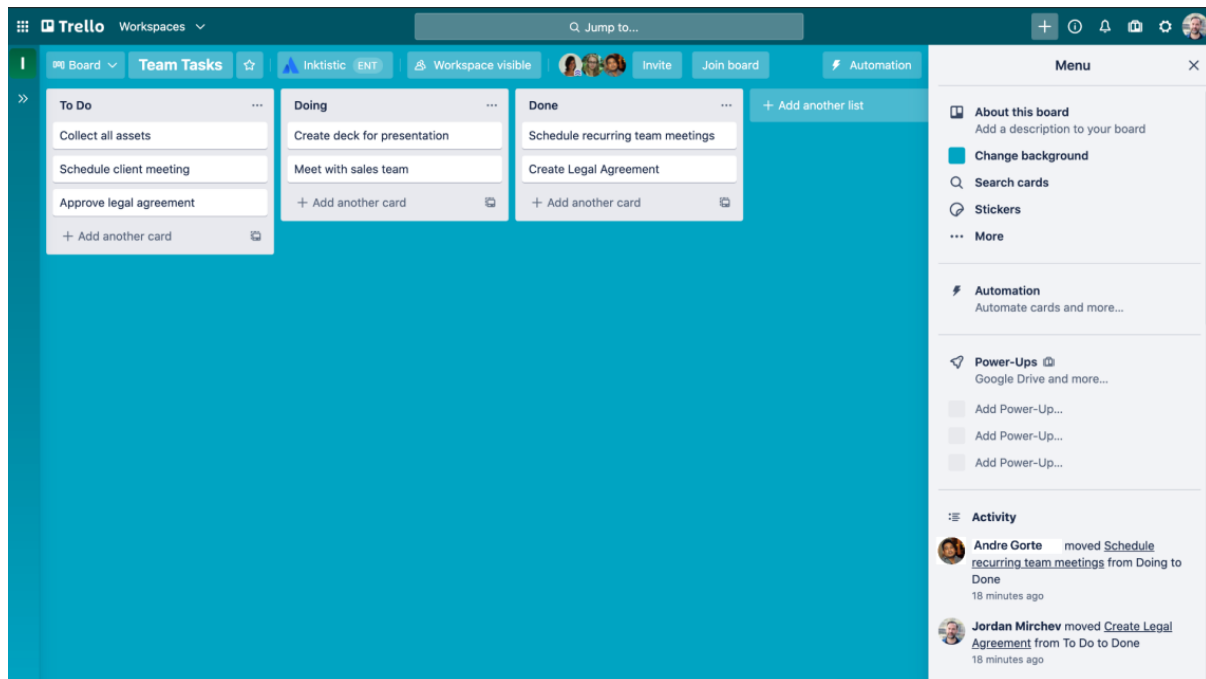 Trello Workspaces Jump to...
I
Board Team Tasks Inktistic ENT Workspace visible Invite Join board Automation
To Do
Collect all assets
Schedule client meeting
Approve legal agreement
+ Add another card
Doing
Create deck for presentation
Meet with sales team
+ Add another card
Done
Schedule recurring team meetings
Create Legal Agreement
+ Add another card
+ Add another list
Menu
About this board
Add a description to your board
Change background
Search cards
Stickers
More
Automation
Automate cards and more...
Power-Ups
Google Drive and more...
Add Power-Up...
Add Power-Up...
Add Power-Up...
Activity
Andre Gorte moved Schedule
recurring team meetings from Doing to
Done
18 minutes ago
Jordan Mirchev moved Create Legal
Agreement from To Do to Done
18 minutes ago